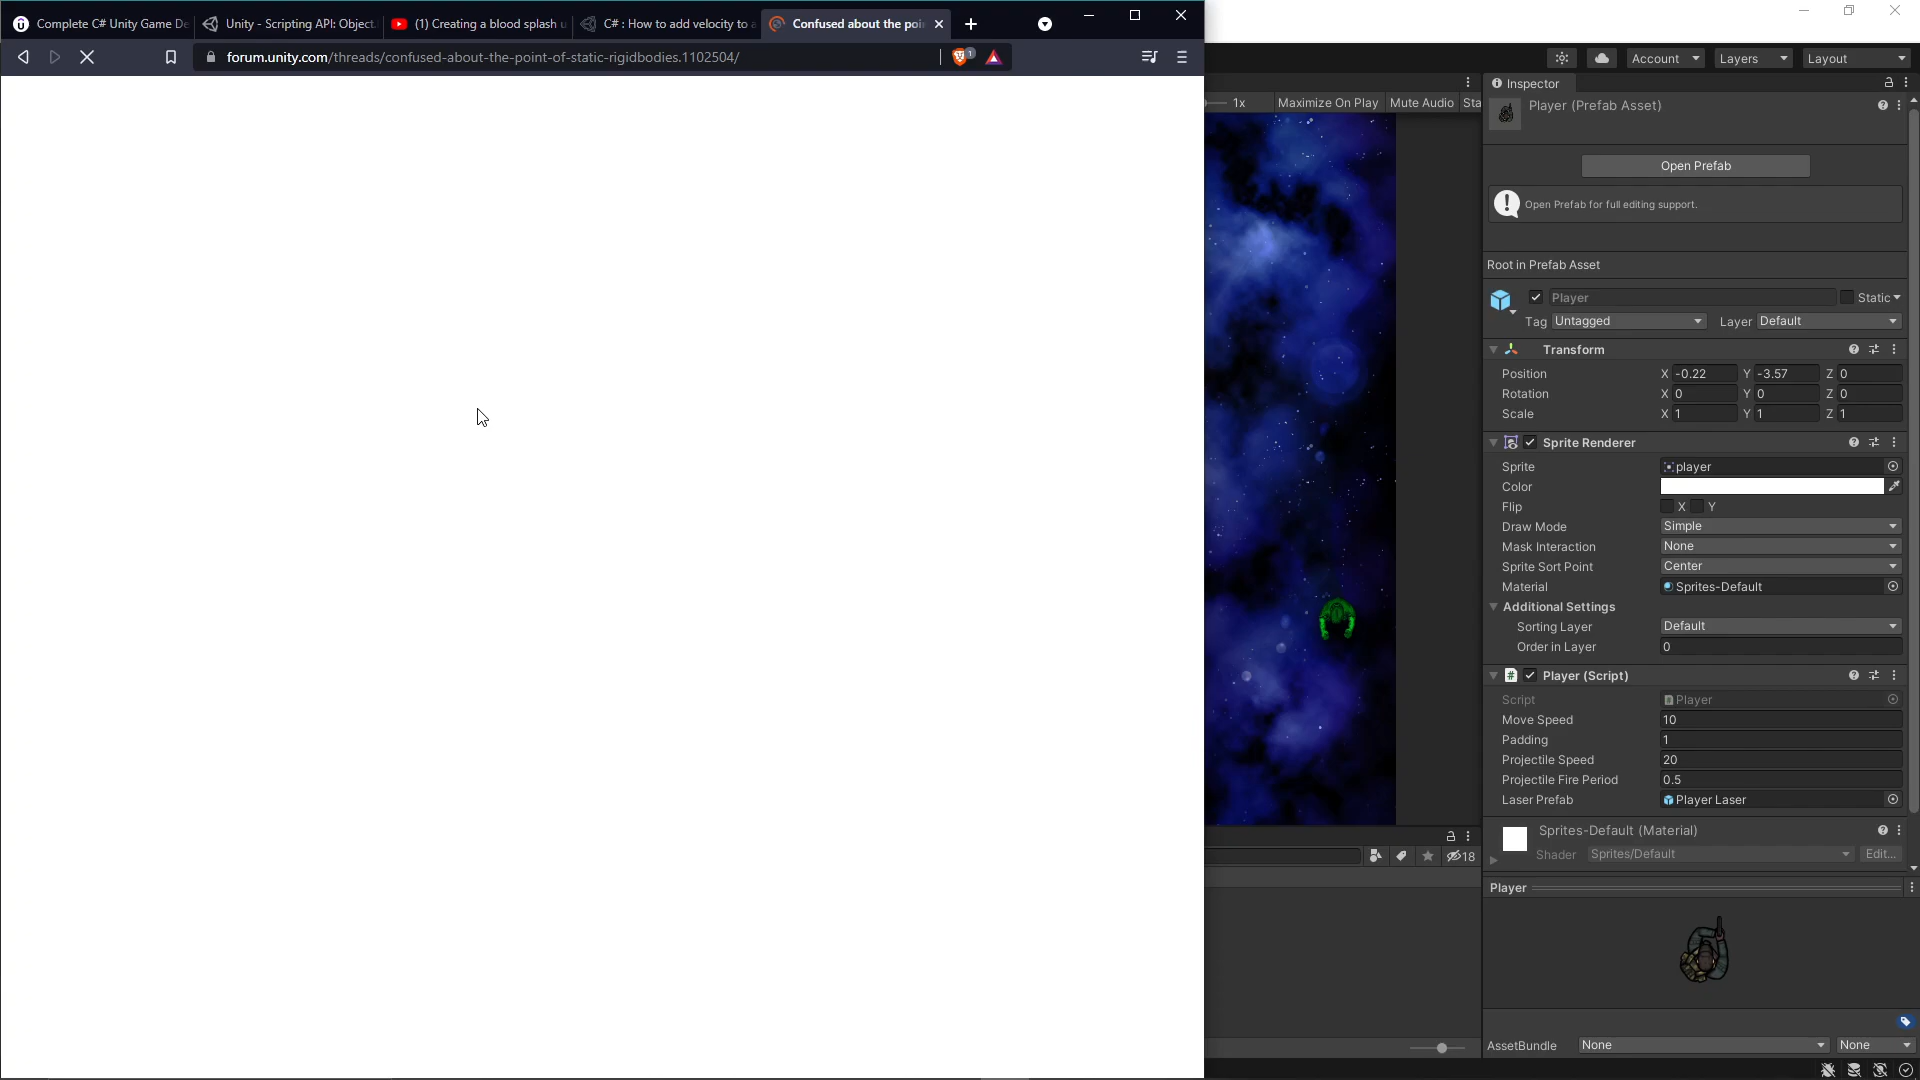 Complete C# Unity Game De
Unity - Scripting API: Object.
(1) Creating a blood splash u
C# : How to add velocity to a
Confused about the poi
forum.unity.com/threads/confused-about-the-point-of-static-rigidbodies.1102504/
1
Account
Layers
Layout
1x
Maximize On Play
Mute Audio
Sta
Inspector
Player (Prefab Asset)
Open Prefab
Open Prefab for full editing support.
Root in Prefab Asset
Player
Static
Tag Untagged
Layer Default
Transform
Position X -0.22 Y -3.57 Z 0
Rotation X 0 Y 0 Z 0
Scale X 1 Y 1 Z 1
Sprite Renderer
Sprite player
Color
Flip X Y
Draw Mode Simple
Mask Interaction None
Sprite Sort Point Center
Material Sprites-Default
Additional Settings
Sorting Layer Default
Order in Layer 0
# Player (Script)
Script Player
Move Speed 10
Padding 1
Projectile Speed 20
Projectile Fire Period 0.5
Laser Prefab Player Laser
Sprites-Default (Material)
Shader Sprites/Default Edit...
18
Player
AssetBundle None None